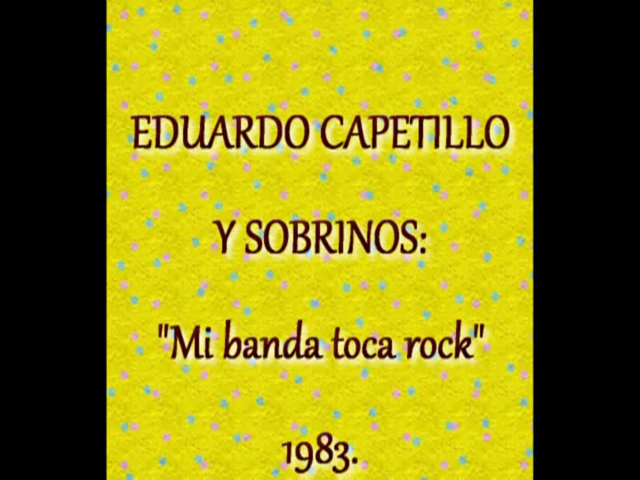 EDUARDO CAPETILLO
Y SOBRINOS:
"Mi banda toca rock"
1983.